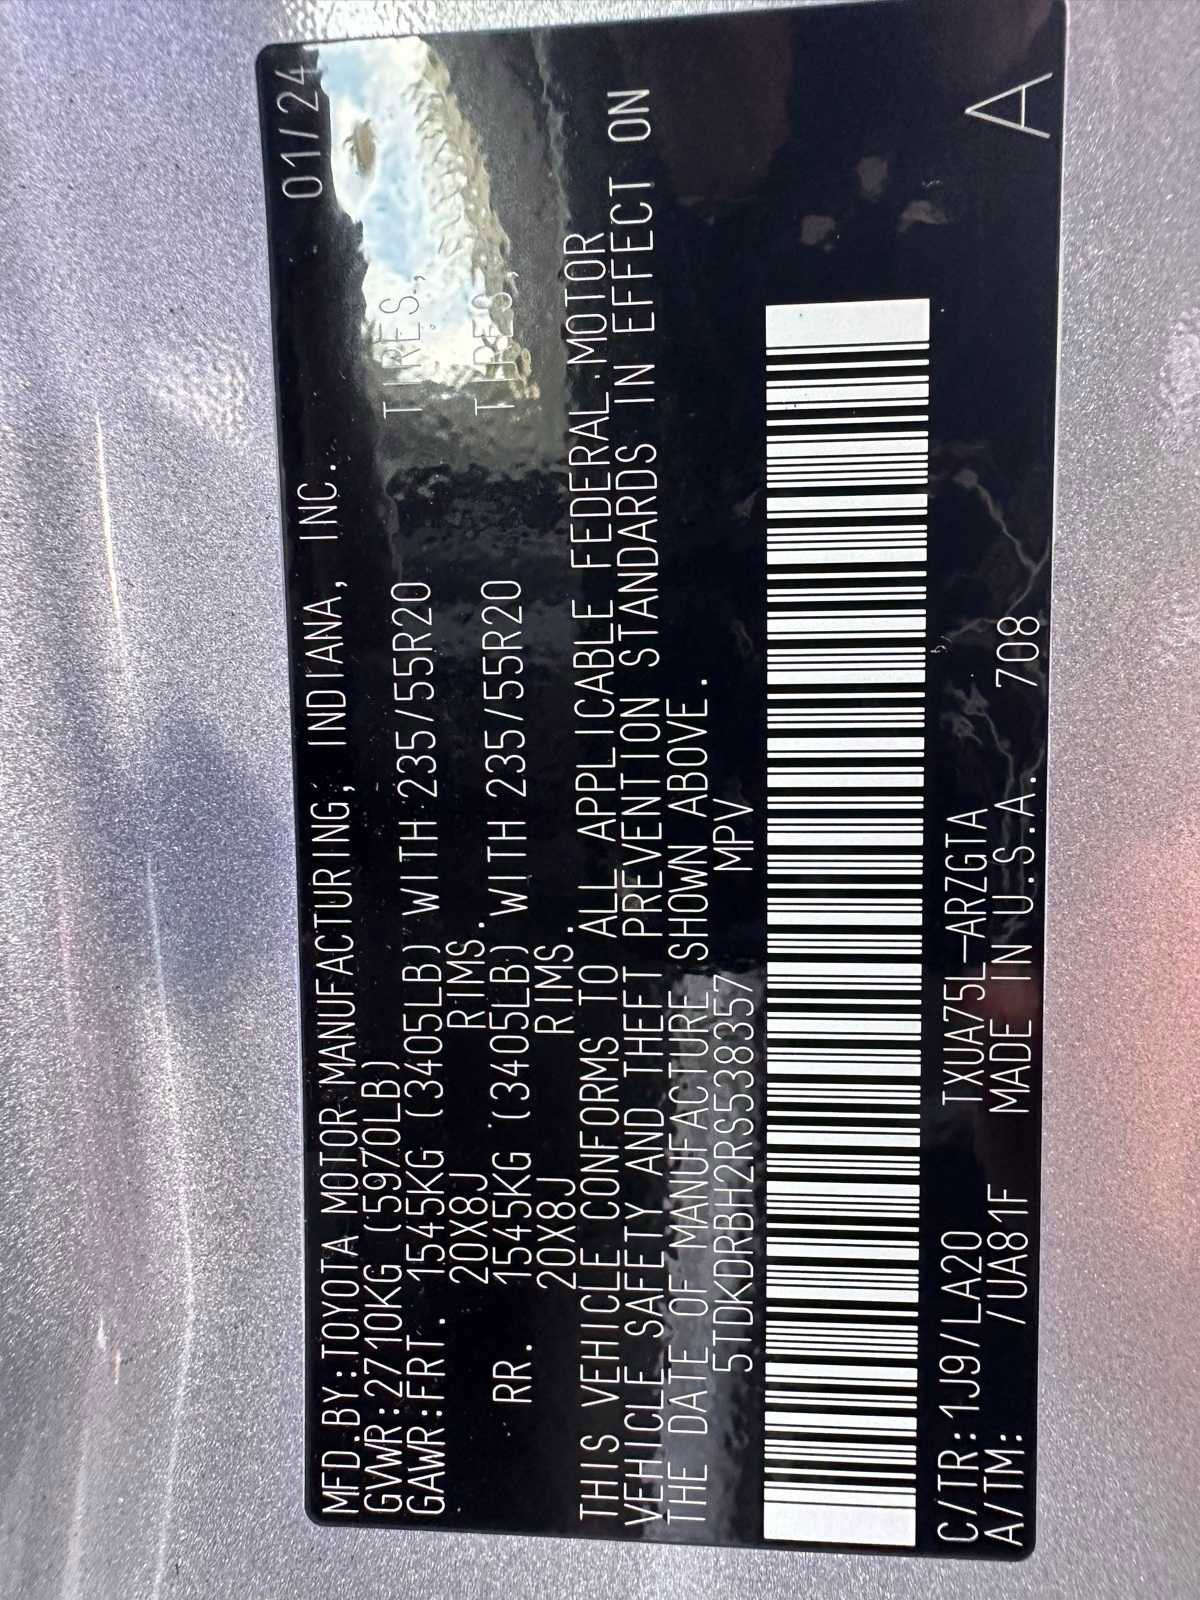 MFD.BY:TOYOTA MOTOR MANUFACTURING, INDIANA, INC. 01/24
GVWR:2710KG (5970LB)
GAWR:FRT. 1545KG (3405LB) WITH 235/55R20 TIRES.,
20X8J RIMS.
RR. 1545KG (3405LB) WITH 235/55R20 TIRES,
20X8J RIMS.
THIS VEHICLE CONFORMS TO ALL APPLICABLE FEDERAL MOTOR
VEHICLE SAFETY AND THEFT PREVENTION STANDARDS IN EFFECT ON
THE DATE OF MANUFACTURE SHOWN ABOVE.
5TDKDRBH2RS538357 MPV
C/TR:1J9/LA20 TXUA75L-ARZGTA
A/TM: /UA81F MADE IN U.S.A. 708
A